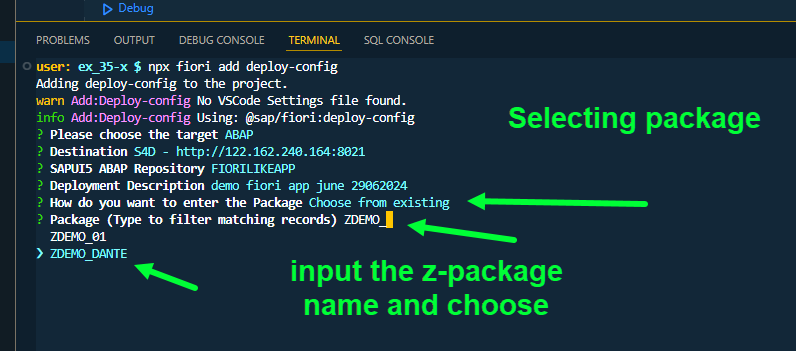 Debug
PROBLEMS OUTPUT DEBUG CONSOLE TERMINAL SQL CONSOLE
user: ex_35-x $ npx fiori add deploy-config
Adding deploy-config to the project.
warn Add:Deploy-config No VSCode Settings file found.
info Add:Deploy-config Using: @sap/fiori:deploy-config
? Please choose the target ABAP
? Destination S4D - http://122.162.240.164:8021
? SAPUI5 ABAP Repository FIORILIKEAPP
? Deployment Description demo fiori app june 29062024
? How do you want to enter the Package Choose from existing
? Package (Type to filter matching records) ZDEMO_
ZDEMO_01
❯ ZDEMO_DANTE
Selecting package
input the z-package
name and choose